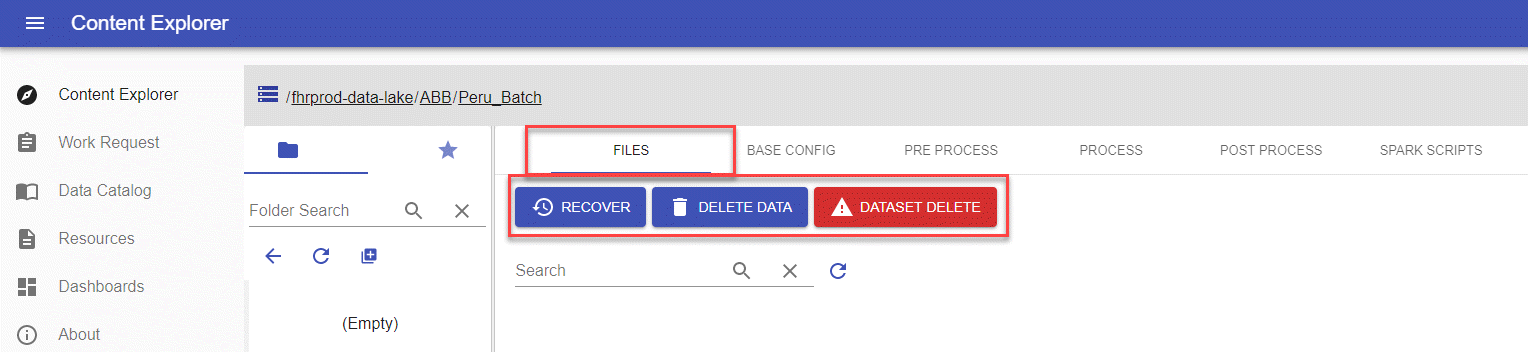 Content Explorer
Content Explorer
Work Request
Data Catalog
Resources
Dashboards
About
/fhrprod-data-lake/ABB/Peru_Batch
Folder Search
(Empty)
FILES BASE CONFIG PRE PROCESS PROCESS POST PROCESS SPARK SCRIPTS
RECOVER DELETE DATA DATASET DELETE
Search